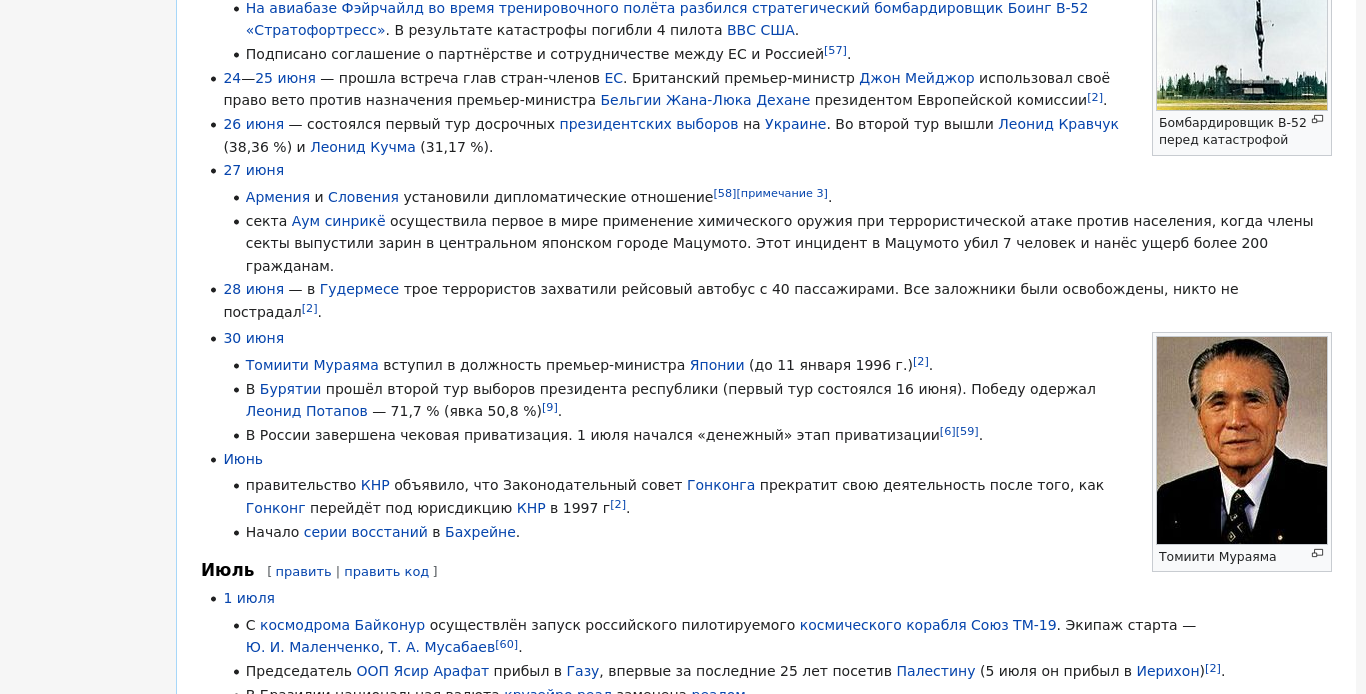 На авиабазе Фэйрчайлд во время тренировочного полёта разбился стратегический бомбардировщик Боинг B-52
«Стратофортресс». В результате катастрофы погибли 4 пилота ВВС США.
Подписано соглашение о партнёрстве и сотрудничестве между ЕС и Россией[57].
24—25 июня — прошла встреча глав стран-членов ЕС. Британский премьер-министр Джон Мейджор использовал своё
право вето против назначения премьер-министра Бельгии Жана-Люка Дехане президентом Европейской комиссии[2].
Бомбардировщик B-52
перед катастрофой
26 июня — состоялся первый тур досрочных президентских выборов на Украине. Во второй тур вышли Леонид Кравчук
(38,36 %) и Леонид Кучма (31,17 %).
27 июня
Армения и Словения установили дипломатические отношение[58][примечание 3].
секта Аум синрикё осуществила первое в мире применение химического оружия при террористической атаке против населения, когда члены
секты выпустили зарин в центральном японском городе Мацумото. Этот инцидент в Мацумото убил 7 человек и нанёс ущерб более 200
гражданам.
28 июня — в Гудермесе трое террористов захватили рейсовый автобус с 40 пассажирами. Все заложники были освобождены, никто не
пострадал[2].
30 июня
Томиити Мураяма вступил в должность премьер-министра Японии (до 11 января 1996 г.)[2].
В Бурятии прошёл второй тур выборов президента республики (первый тур состоялся 16 июня). Победу одержал
Леонид Потапов — 71,7 % (явка 50,8 %)[9].
В России завершена чековая приватизация. 1 июля начался «денежный» этап приватизации[6][59].
Июнь
правительство КНР объявило, что Законодательный совет Гонконга прекратит свою деятельность после того, как
Гонконг перейдёт под юрисдикцию КНР в 1997 г[2].
Начало серии восстаний в Бахрейне.
Томиити Мураяма
Июль [ править | править код ]
1 июля
С космодрома Байконур осуществлён запуск российского пилотируемого космического корабля Союз ТМ-19. Экипаж старта —
Ю. И. Маленченко, Т. А. Мусабаев[60].
Председатель ООП Ясир Арафат прибыл в Газу, впервые за последние 25 лет посетив Палестину (5 июля он прибыл в Иерихон)[2].
В Бразилии национальная валюта крузейро реал заменена реалом.